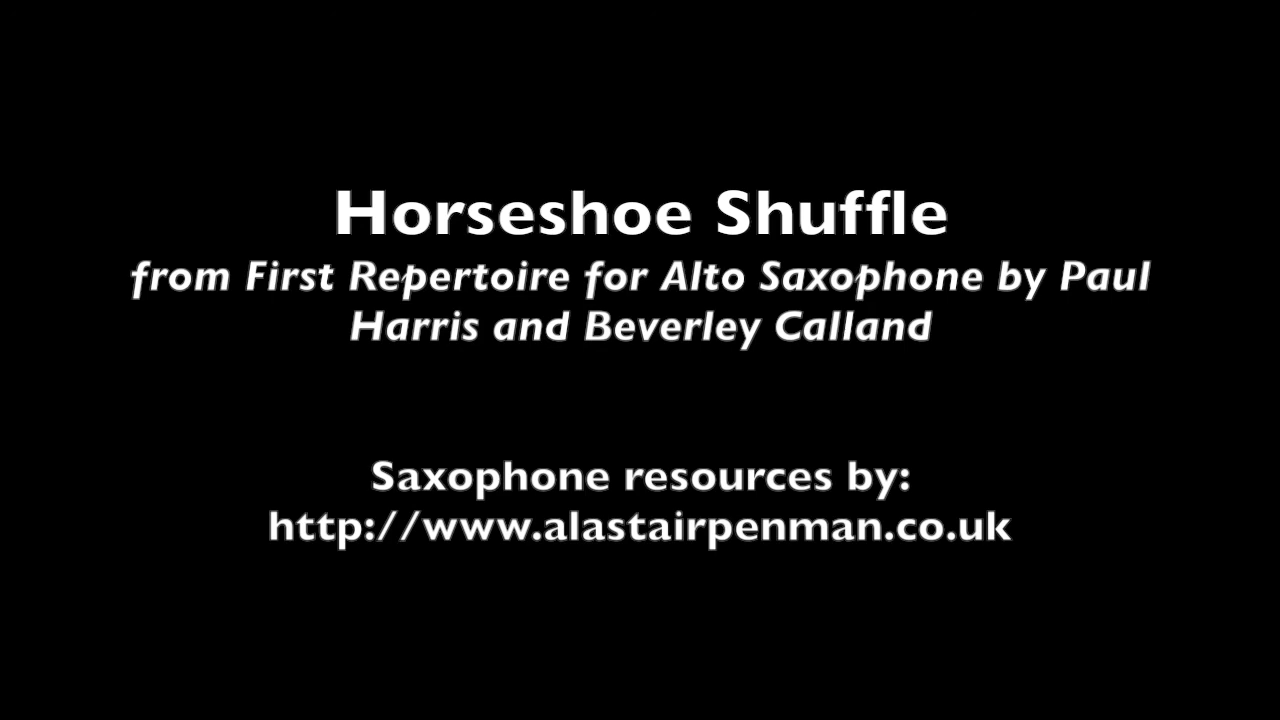 Horseshoe Shuffle
from First Repertoire for Alto Saxophone by Paul
Harris and Beverley Calland
Saxophone resources by:
http://www.alastairpenman.co.uk